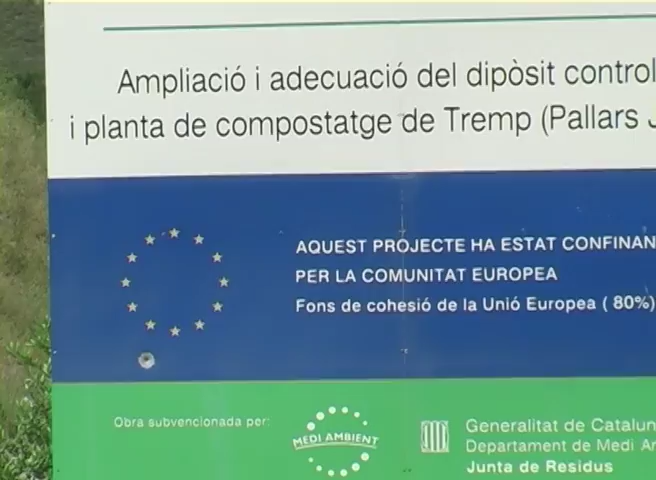 Ampliació i adecuació del dipòsit control
i planta de compostatge de Tremp (Pallars J
AQUEST PROJECTE HA ESTAT CONFINAN
PER LA COMUNITAT EUROPEA
Fons de cohesió de la Unió Europea ( 80%)
Obra subvencionada per:
MEDI AMBIENT
Generalitat de Catalun
Departament de Medi Am
Junta de Residus